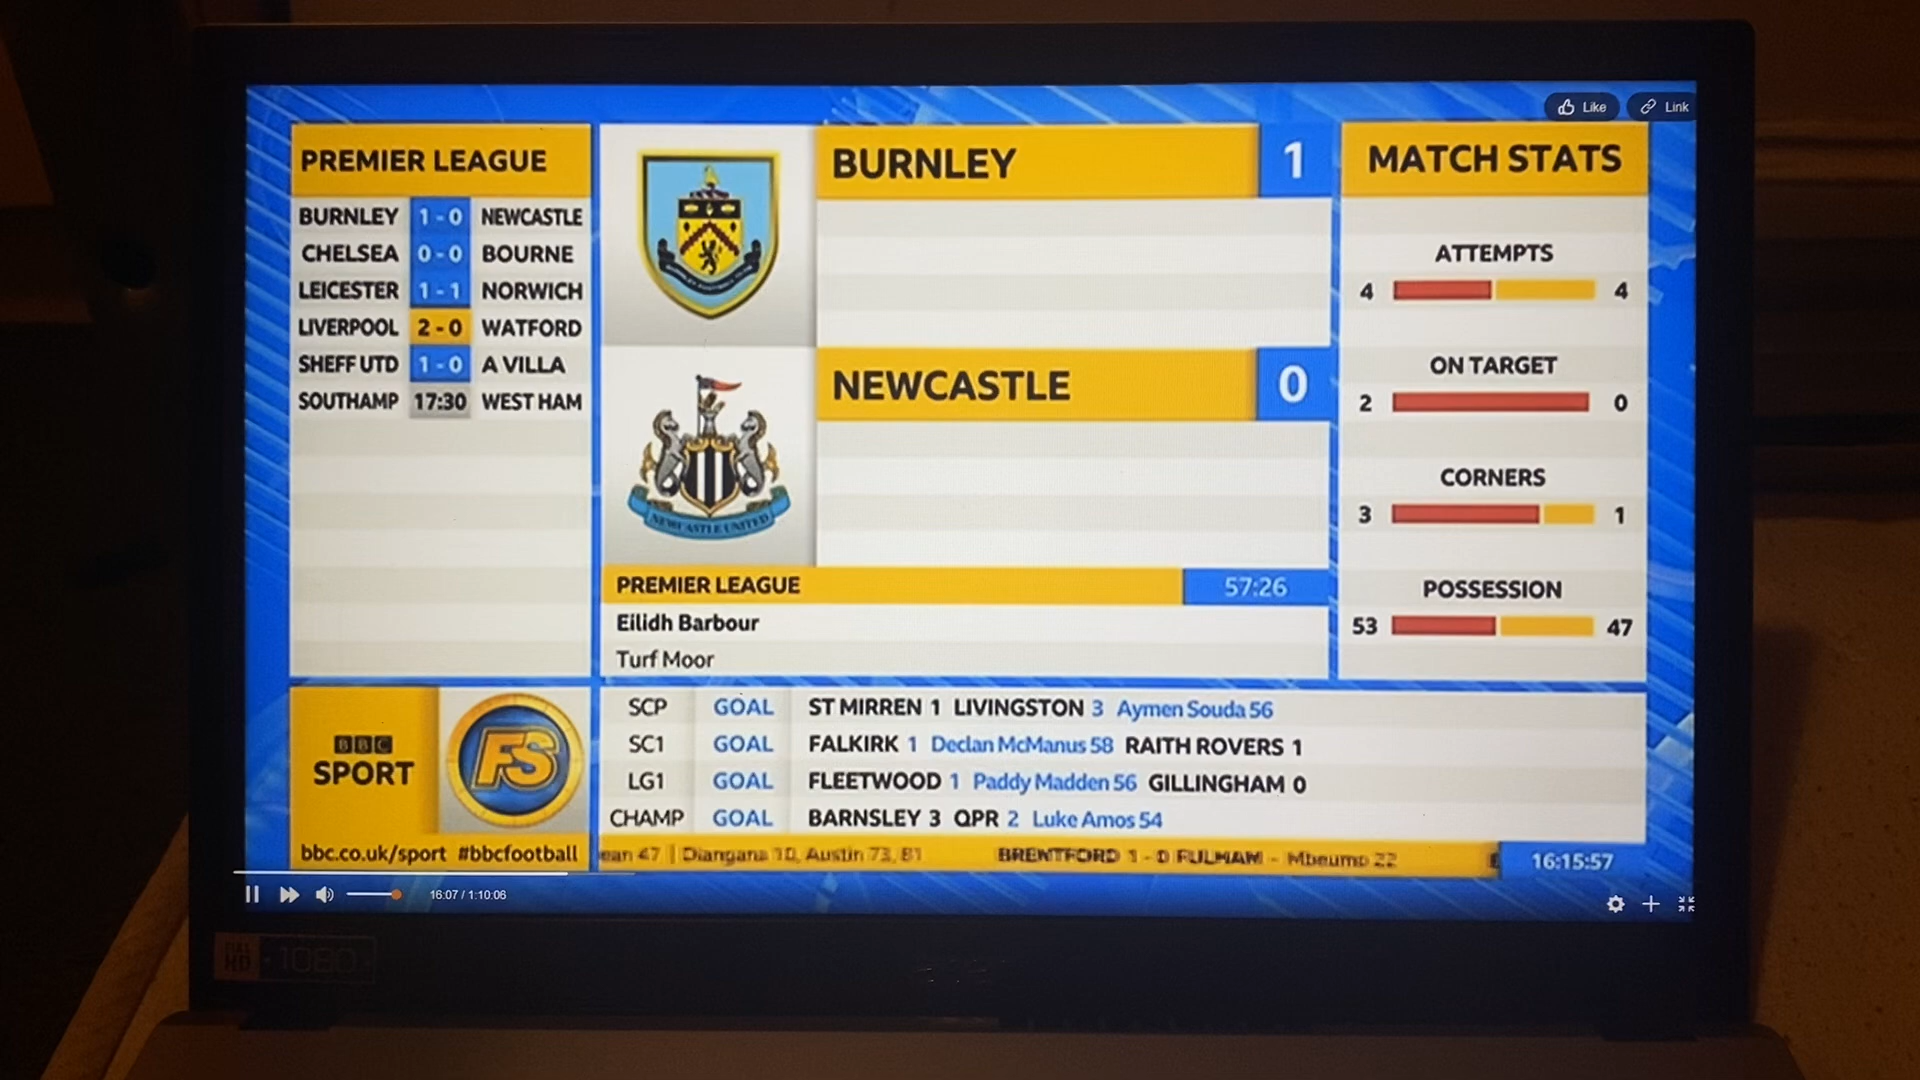 Like Link
PREMIER LEAGUE
BURNLEY 1 - 0 NEWCASTLE
CHELSEA 0 - 0 BOURNE
LEICESTER 1 - 1 NORWICH
LIVERPOOL 2 - 0 WATFORD
SHEFF UTD 1 - 0 A VILLA
SOUTHAMP 17:30 WEST HAM
BURNLEY 1
NEWCASTLE 0
NEWCASTLE UNITED
PREMIER LEAGUE 57:26
Eilidh Barbour
Turf Moor
MATCH STATS
ATTEMPTS
4 4
ON TARGET
2 0
CORNERS
3 1
POSSESSION
53 47
BBC
SPORT
FS
bbc.co.uk/sport #bbcfootball
SCP GOAL ST MIRREN 1 LIVINGSTON 3 Aymen Souda 56
SC1 GOAL FALKIRK 1 Declan McManus 58 RAITH ROVERS 1
LG1 GOAL FLEETWOOD 1 Paddy Madden 56 GILLINGHAM 0
CHAMP GOAL BARNSLEY 3 QPR 2 Luke Amos 54
ean 47 | Diangana 10, Austin 73, 81 BRENTFORD 1 - 0 FULHAM - Mbeumo 22
16:15:57
16:07 / 1:10:06
FULL HD 1080